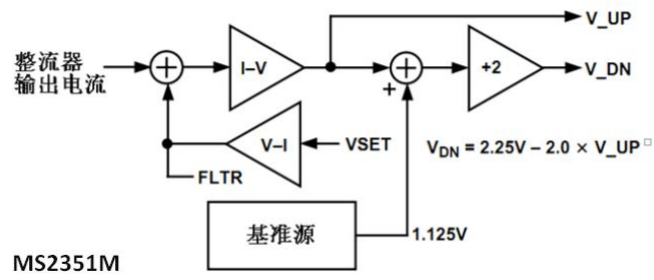 V_UP
整流器
输出电流
I–V
+
+2
V_DN
V–I
VSET
FLTR
V_DN = 2.25V – 2.0 × V_UP
基准源
1.125V
MS2351M